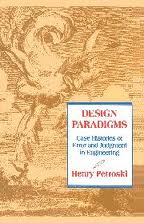 DESIGN
PARADIGMS
Case Histories of
Error and Judgment
in Engineering
Henry Petroski